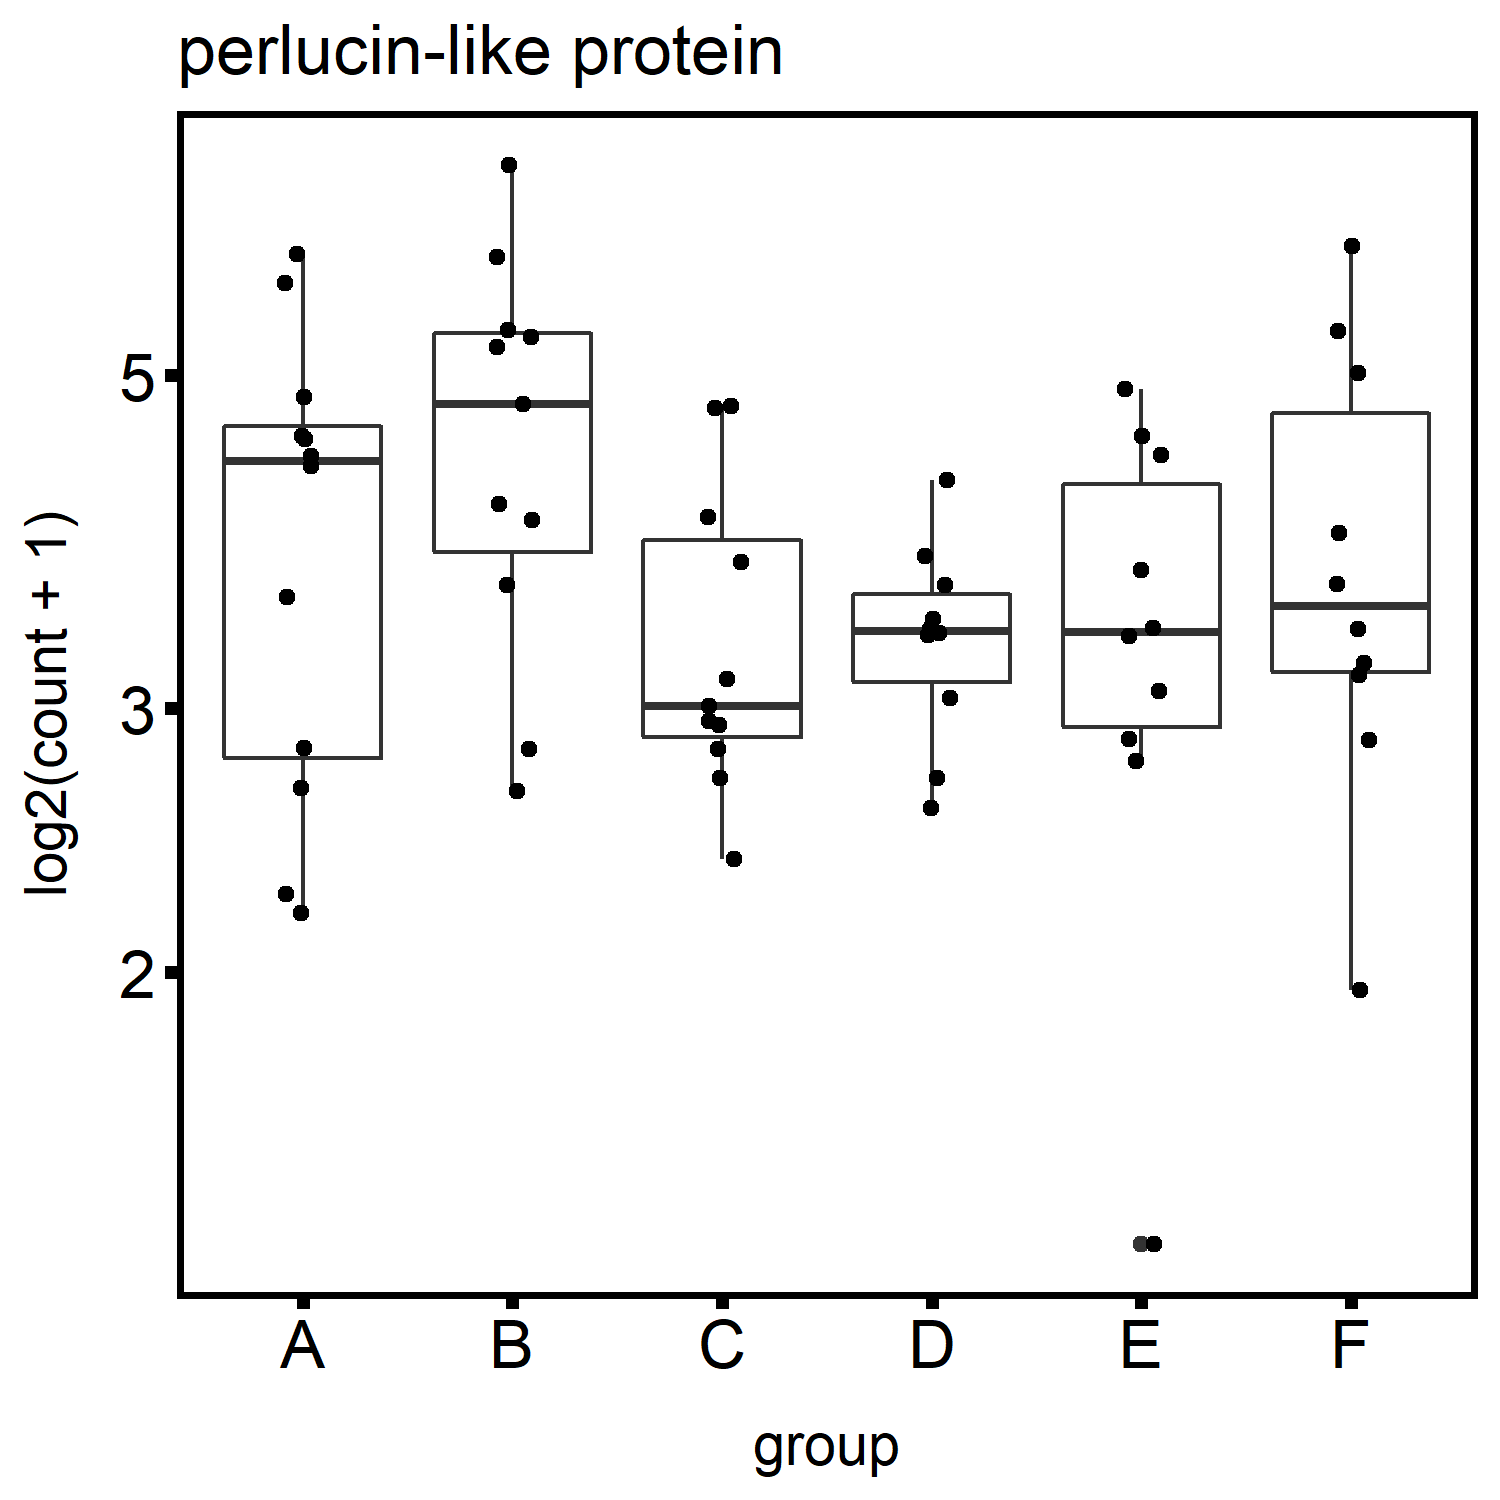 perlucin-like protein
log2(count + 1)
5
3
2
A B C D E F
group